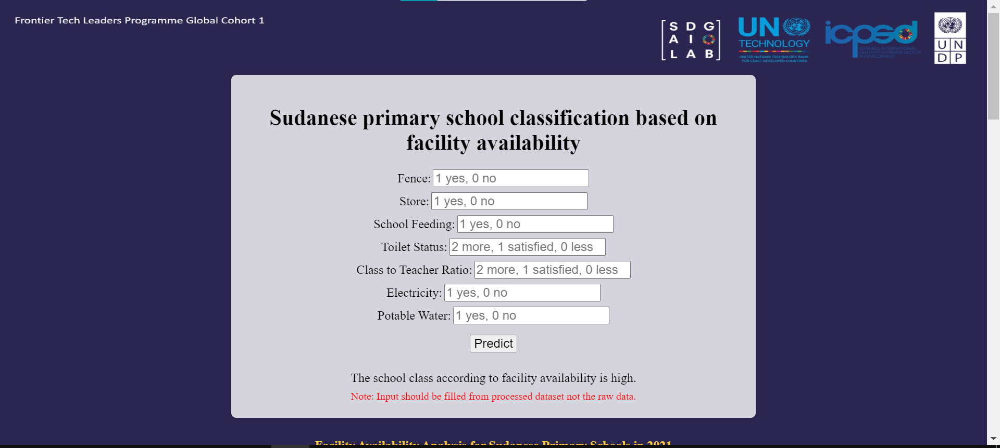 Frontier Tech Leaders Programme Global Cohort 1
SDG
AI
LAB
UN
TECHNOLOGY
UNITED NATIONS TECHNOLOGY BANK
FOR LEAST DEVELOPED COUNTRIES
icpsd
ISTANBUL INTERNATIONAL
CENTER FOR PRIVATE SECTOR
IN DEVELOPMENT
U N
D P
Sudanese primary school classification based on
facility availability
Fence: 1 yes, 0 no
Store: 1 yes, 0 no
School Feeding: 1 yes, 0 no
Toilet Status: 2 more, 1 satisfied, 0 less
Class to Teacher Ratio: 2 more, 1 satisfied, 0 less
Electricity: 1 yes, 0 no
Potable Water: 1 yes, 0 no
Predict
The school class according to facility availability is high.
Note: Input should be filled from processed dataset not the raw data.
Facility Availability Analysis for Sudanese Primary Schools in 2021